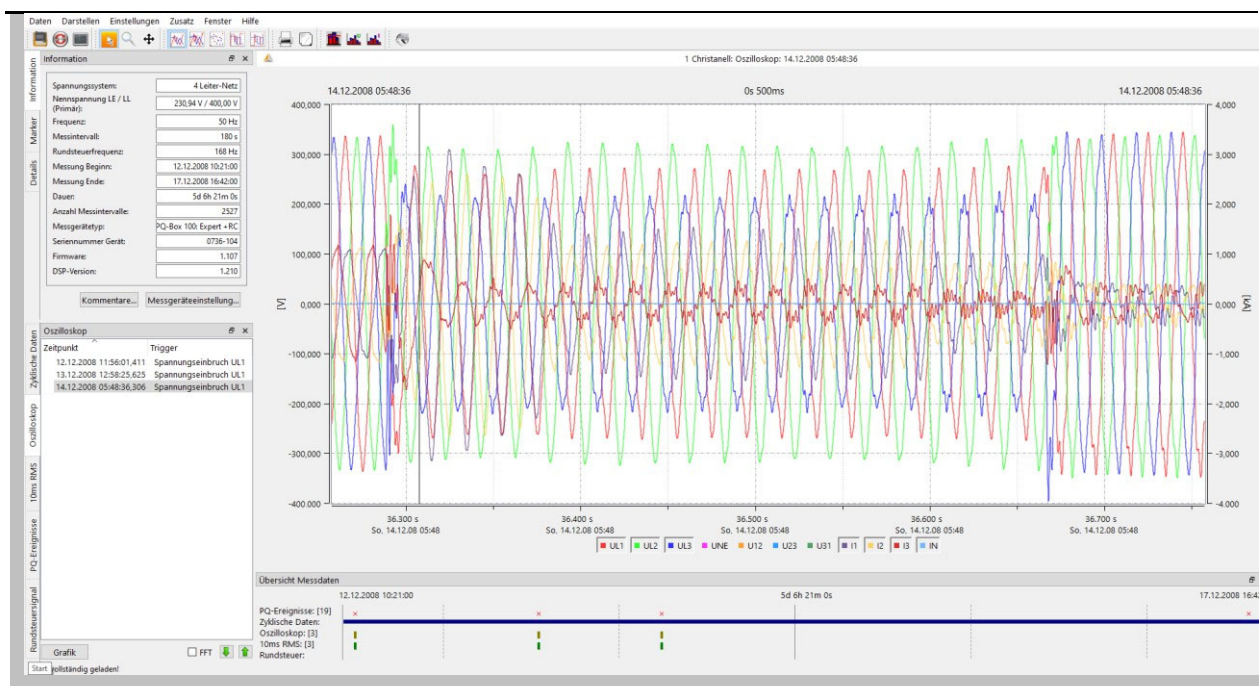 Daten Darstellen Einstellungen Zusatz Fenster Hilfe
Information
1 Christanell: Oszilloskop: 14.12.2008 05:48:36
Information
Marker
Details
Zyklische Daten
Oszilloskop
10ms RMS
PQ-Ereignisse
Rundsteuersignal
Spannungssystem: 4 Leiter-Netz
Nennspannung LE / LL (Primär): 230,94 V / 400,00 V
Frequenz: 50 Hz
Messintervall: 180 s
Rundsteuerfrequenz: 168 Hz
Messung Beginn: 12.12.2008 10:21:00
Messung Ende: 17.12.2008 16:42:00
Dauer: 5d 6h 21m 0s
Anzahl Messintervalle: 2527
Messgerätetyp: PQ-Box 100: Expert +RC
Seriennummer Gerät: 0736-104
Firmware: 1.107
DSP-Version: 1.210
Kommentare... Messgeräteeinstellung...
Oszilloskop
Zeitpunkt Trigger
12.12.2008 11:56:01,411 Spannungseinbruch UL1
13.12.2008 12:58:25,625 Spannungseinbruch UL1
14.12.2008 05:48:36,306 Spannungseinbruch UL1
Grafik FFT
Start vollständig geladen!
14.12.2008 05:48:36 0s 500ms 14.12.2008 05:48:36
400,000 4,000
300,000 3,000
200,000 2,000
100,000 1,000
[V] 0,000 0,000 [kA]
-100,000 -1,000
-200,000 -2,000
-300,000 -3,000
-400,000 -4,000
36.300 s 36.400 s 36.500 s 36.600 s 36.700 s
So. 14.12.08 05:48 So. 14.12.08 05:48 So. 14.12.08 05:48 So. 14.12.08 05:48 So. 14.12.08 05:48
UL1 UL2 UL3 UNE U12 U23 U31 I1 I2 I3 IN
Übersicht Messdaten
12.12.2008 10:21:00 5d 6h 21m 0s 17.12.2008 16:42
PQ-Ereignisse: [19]
Zyklische Daten:
Oszilloskop: [3]
10ms RMS: [3]
Rundsteuer: